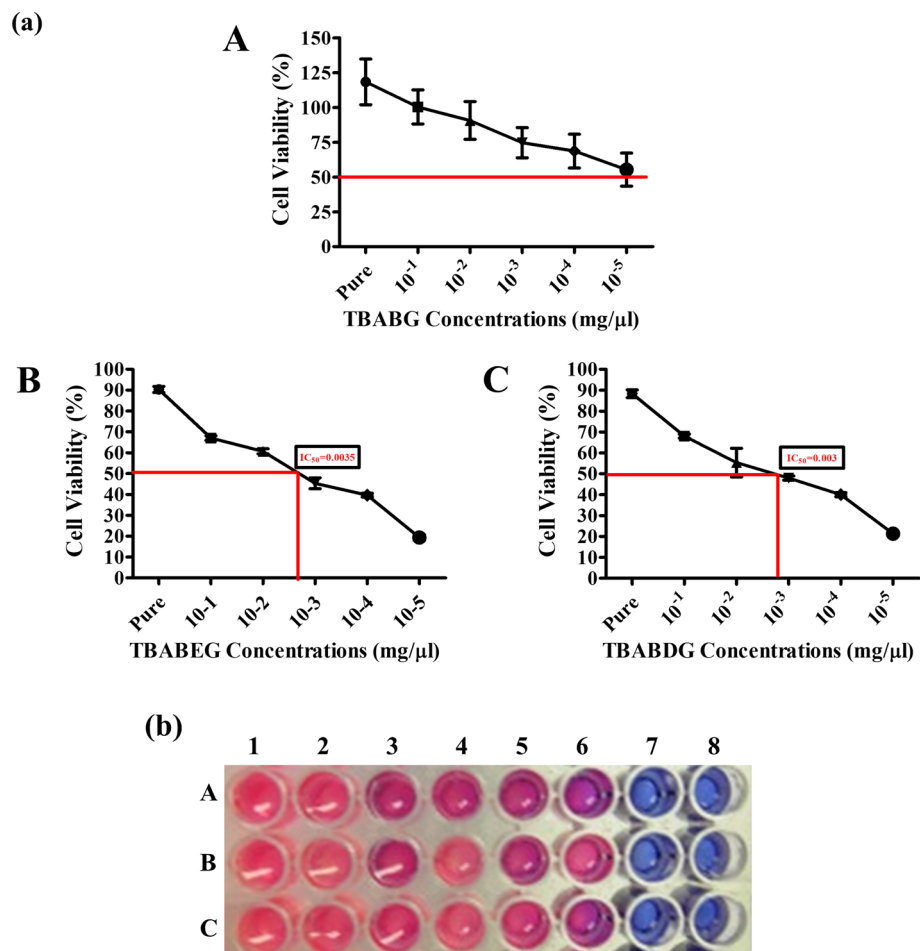 (a)
A
Cell Viability (%)
150
125
100
75
50
25
0
Pure
10⁻¹
10⁻²
10⁻³
10⁻⁴
10⁻⁵
TBABG Concentrations (mg/µl)
B
Cell Viability (%)
100
90
80
70
60
50
40
30
20
10
0
IC₅₀=0.0035
Pure
10-1
10-2
10-3
10-4
10-5
TBABEG Concentrations (mg/µl)
C
Cell Viability (%)
100
90
80
70
60
50
40
30
20
10
0
IC₅₀=0.003
Pure
10⁻¹
10⁻²
10⁻³
10⁻⁴
10⁻⁵
TBABDG Concentrations (mg/µl)
(b)
1 2 3 4 5 6 7 8
A
B
C